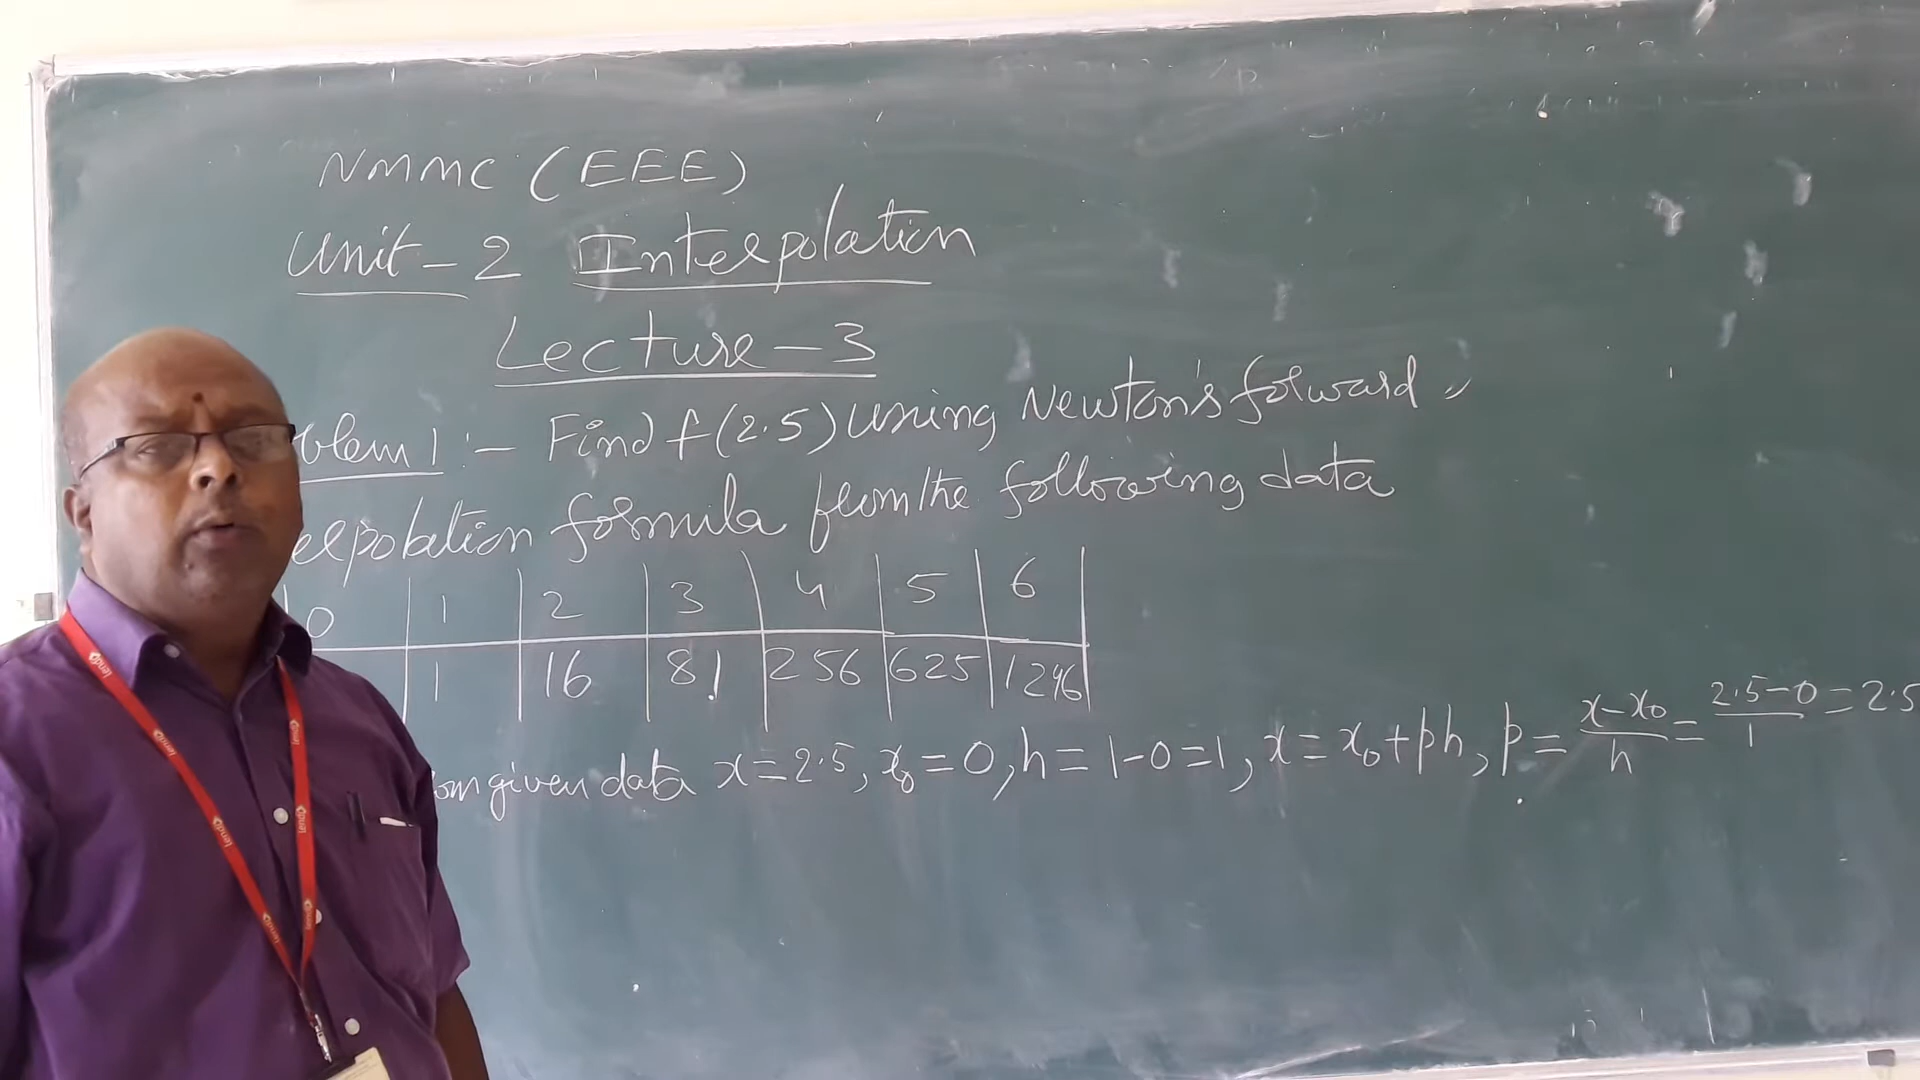 NMMC (EEE)
Unit-2 Interpolation
Lecture-3
oblem 1 :- Find f(2.5) using Newton's forward
erpolation formula from the following data
0 | 1 | 2 | 3 | 4 | 5 | 6
1 | 16 | 81 | 256 | 625 | 1296
om given data x = 2.5, x₀ = 0, h = 1-0 = 1, x = x₀ + ph, p = (x-x₀)/h = (2.5-0)/1 = 2.5